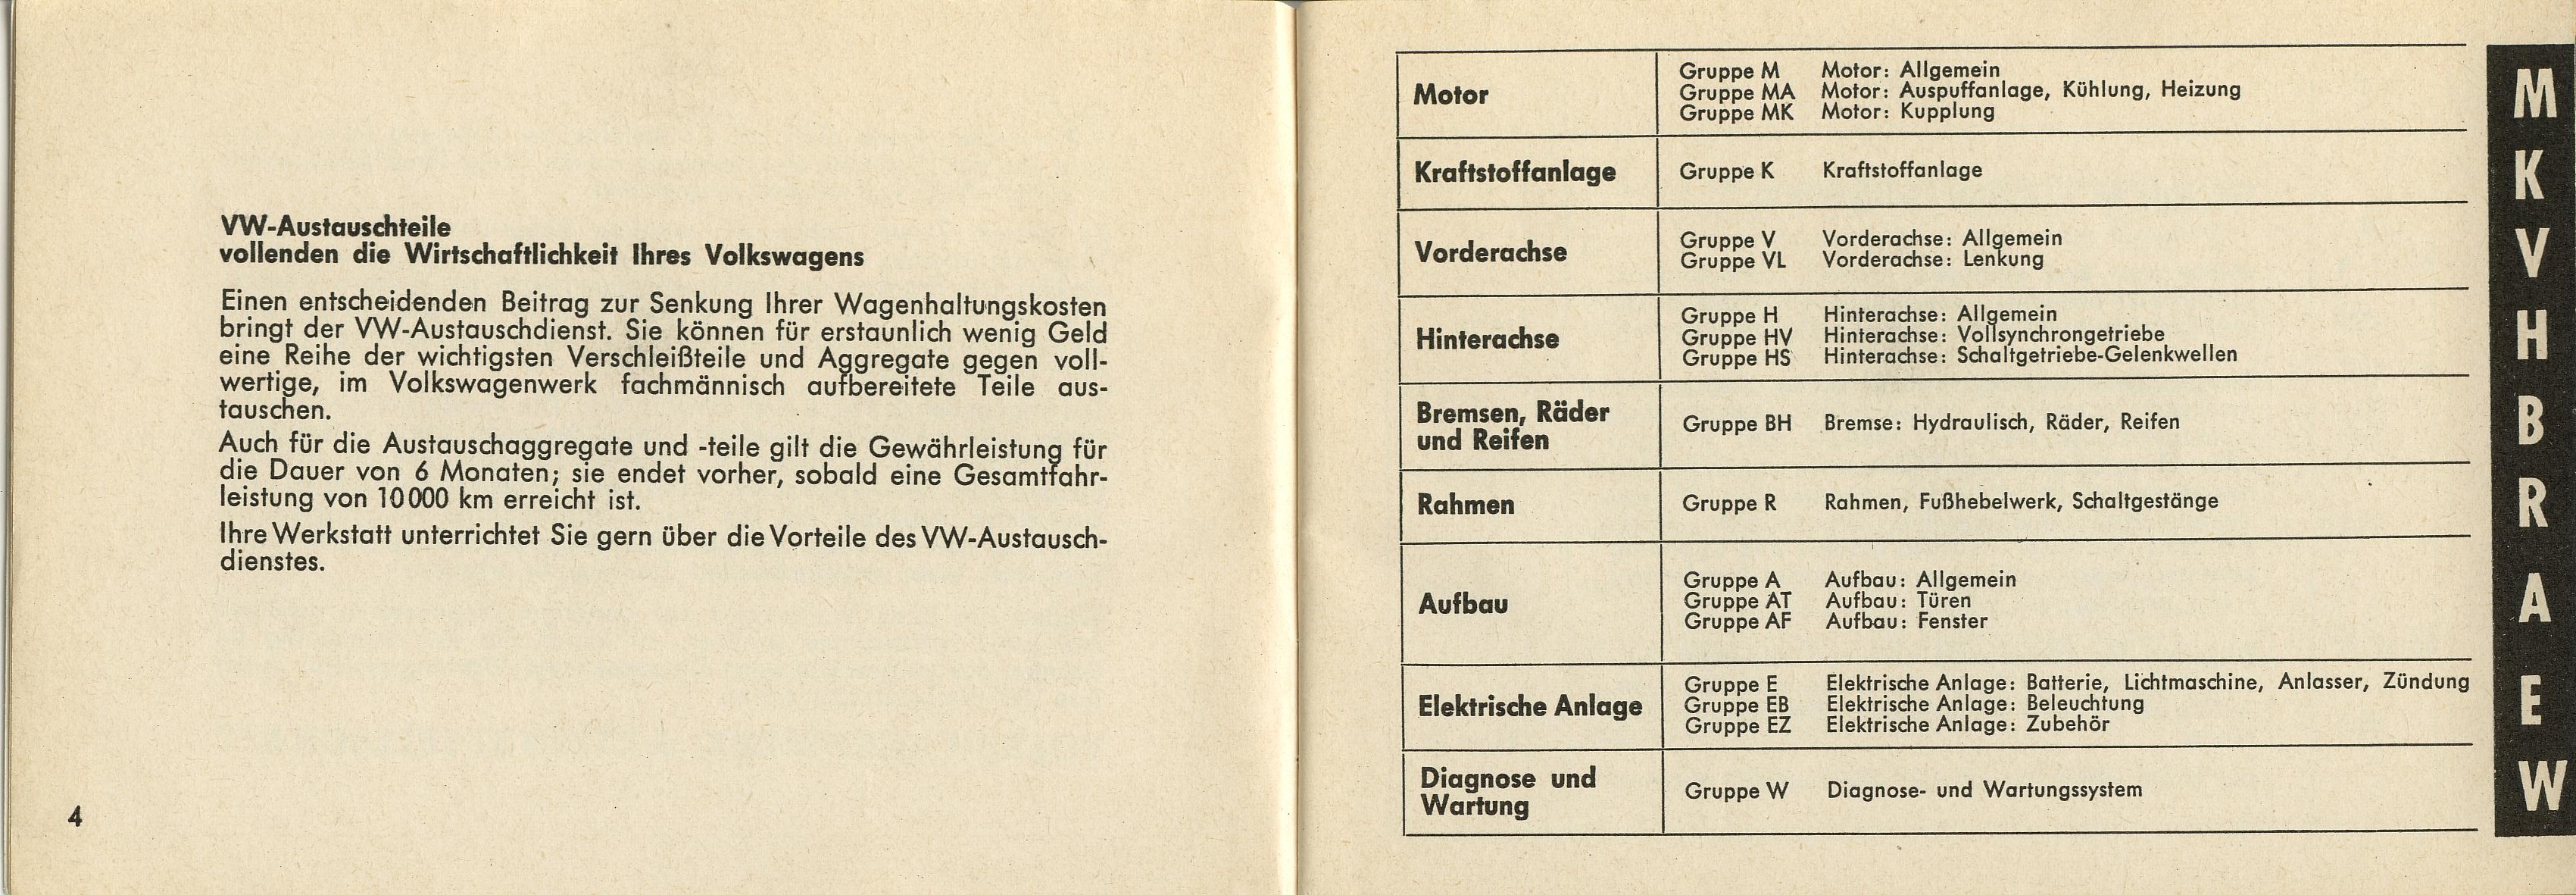 VW-Austauschteile
vollenden die Wirtschaftlichkeit Ihres Volkswagens
Einen entscheidenden Beitrag zur Senkung Ihrer Wagenhaltungskosten
bringt der VW-Austauschdienst. Sie können für erstaunlich wenig Geld
eine Reihe der wichtigsten Verschleißteile und Aggregate gegen voll-
wertige, im Volkswagenwerk fachmännisch aufbereitete Teile aus-
tauschen.
Auch für die Austauschaggregate und -teile gilt die Gewährleistung für
die Dauer von 6 Monaten; sie endet vorher, sobald eine Gesamtfahr-
leistung von 10 000 km erreicht ist.
Ihre Werkstatt unterrichtet Sie gern über die Vorteile des VW-Austausch-
dienstes.
4
Motor
Gruppe M Motor: Allgemein
Gruppe MA Motor: Auspuffanlage, Kühlung, Heizung
Gruppe MK Motor: Kupplung
Kraftstoffanlage
Gruppe K Kraftstoffanlage
Vorderachse
Gruppe V Vorderachse: Allgemein
Gruppe VL Vorderachse: Lenkung
Hinterachse
Gruppe H Hinterachse: Allgemein
Gruppe HV Hinterachse: Vollsynchrongetriebe
Gruppe HS Hinterachse: Schaltgetriebe-Gelenkwellen
Bremsen, Räder
und Reifen
Gruppe BH Bremse: Hydraulisch, Räder, Reifen
Rahmen
Gruppe R Rahmen, Fußhebelwerk, Schaltgestänge
Aufbau
Gruppe A Aufbau: Allgemein
Gruppe AT Aufbau: Türen
Gruppe AF Aufbau: Fenster
Elektrische Anlage
Gruppe E Elektrische Anlage: Batterie, Lichtmaschine, Anlasser, Zündung
Gruppe EB Elektrische Anlage: Beleuchtung
Gruppe EZ Elektrische Anlage: Zubehör
Diagnose und
Wartung
Gruppe W Diagnose- und Wartungssystem
M
K
V
H
B
R
A
E
W